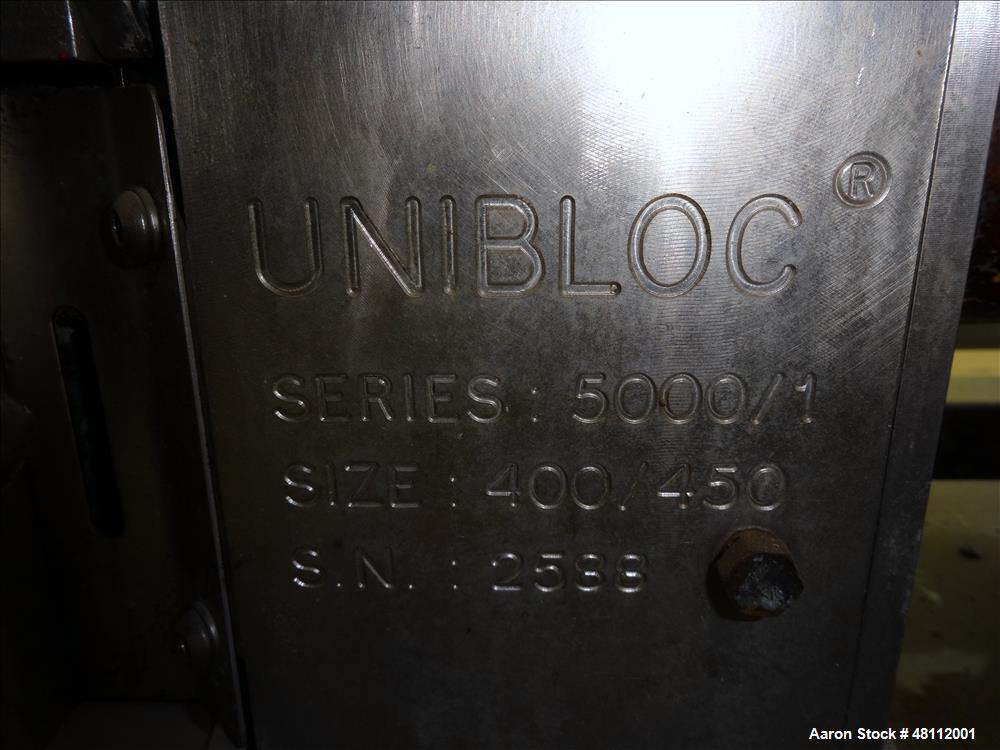 UNIBLOC®
SERIES : 5000/1
SIZE : 400/450
S.N. : 2588
Aaron Stock # 48112001